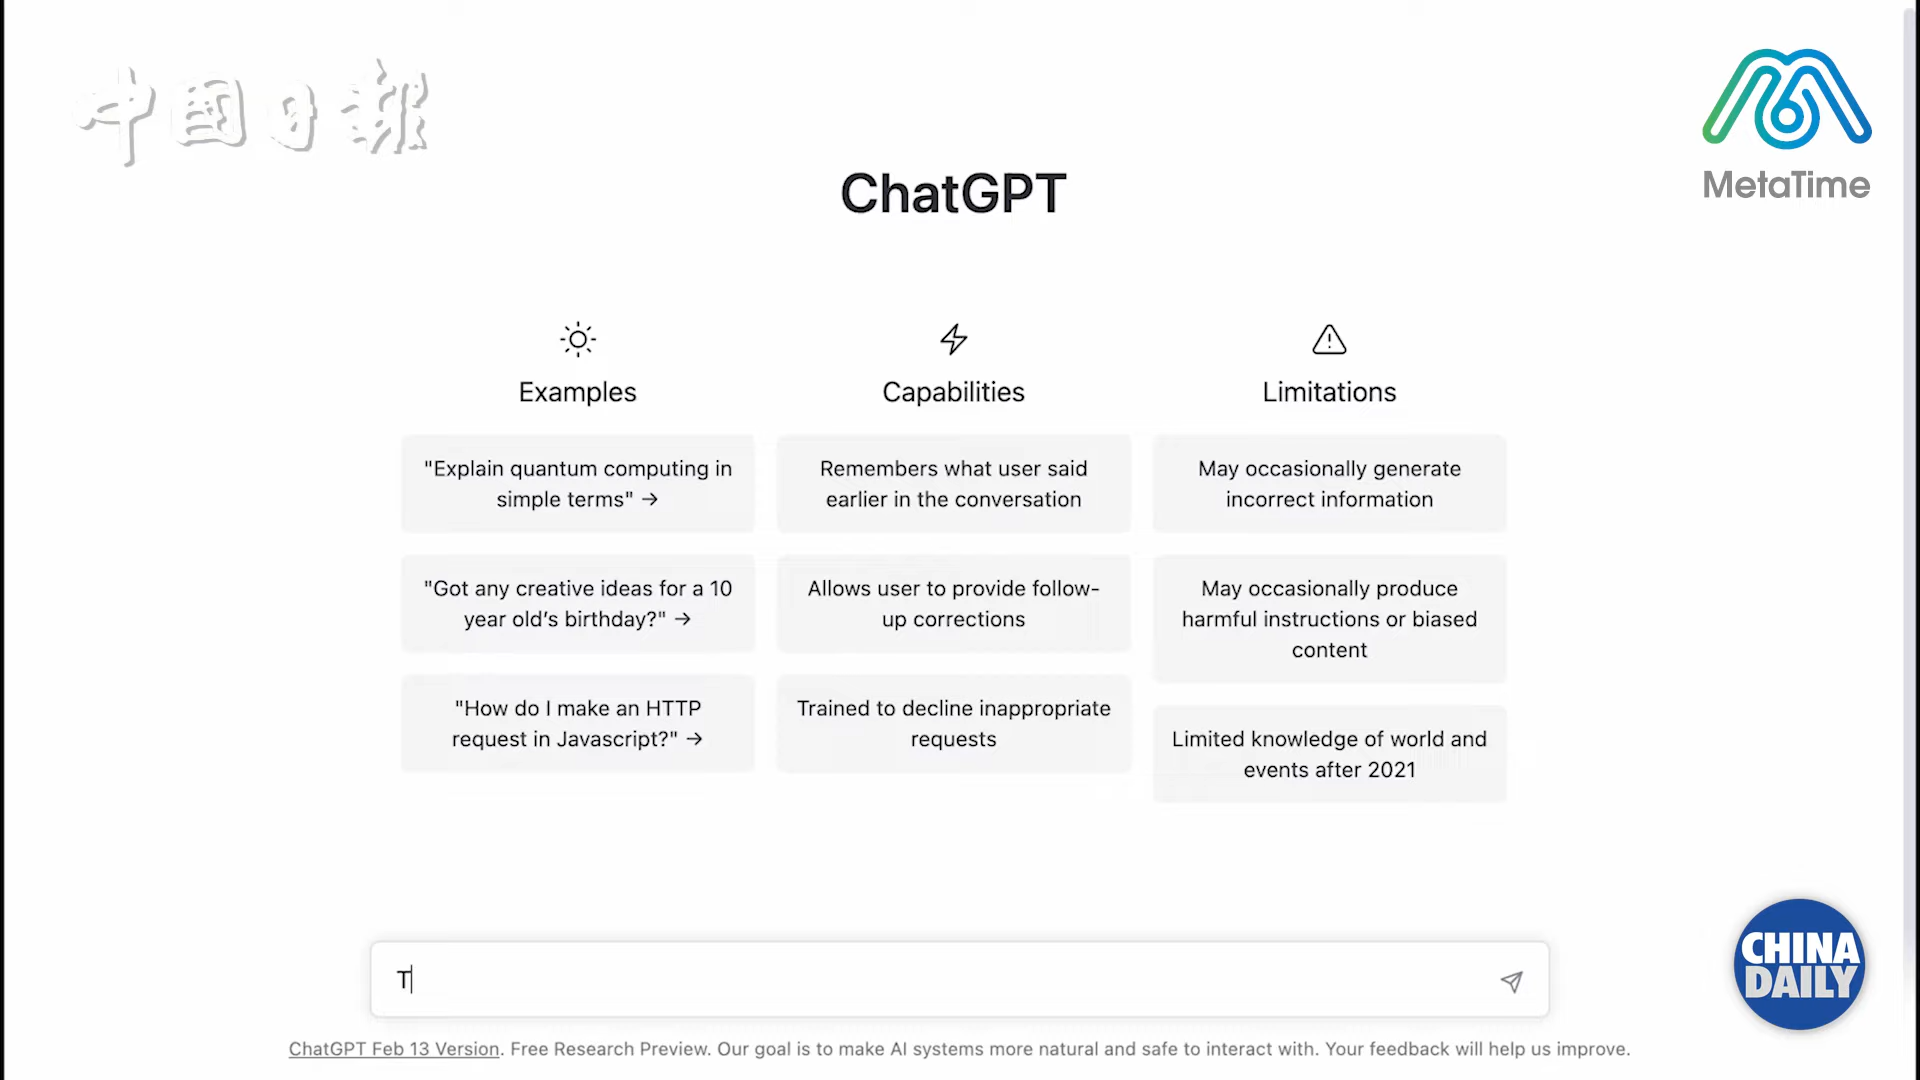 中國日報
MetaTime
ChatGPT
Examples
Capabilities
Limitations
"Explain quantum computing in
simple terms" →
Remembers what user said
earlier in the conversation
May occasionally generate
incorrect information
"Got any creative ideas for a 10
year old's birthday?" →
Allows user to provide follow-
up corrections
May occasionally produce
harmful instructions or biased
content
"How do I make an HTTP
request in Javascript?" →
Trained to decline inappropriate
requests
Limited knowledge of world and
events after 2021
T
CHINA
DAILY
ChatGPT Feb 13 Version. Free Research Preview. Our goal is to make AI systems more natural and safe to interact with. Your feedback will help us improve.